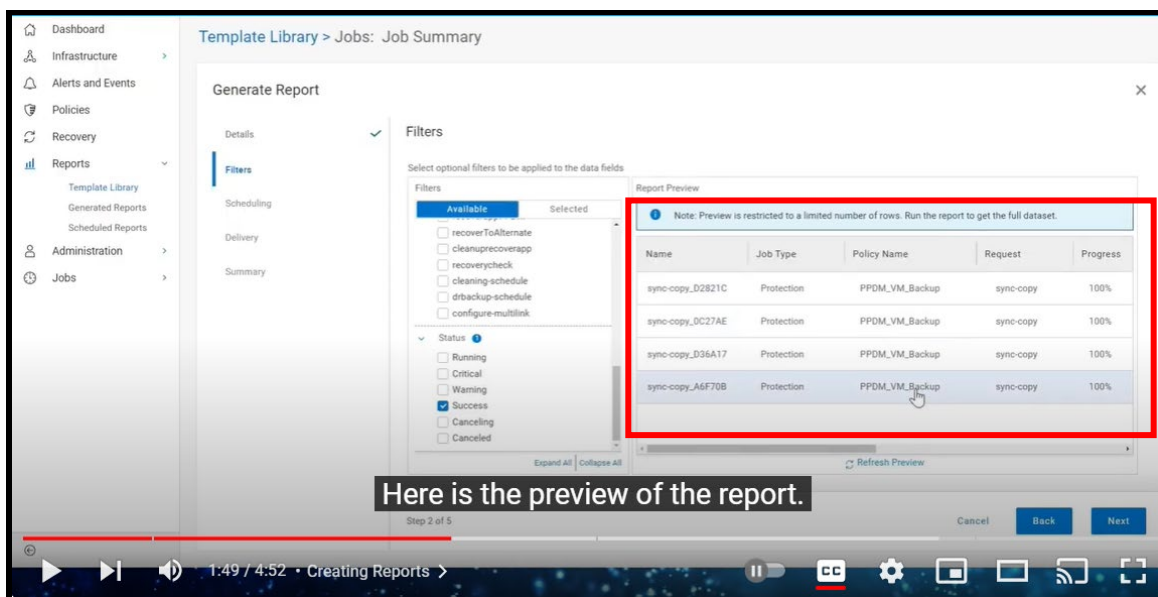 Dashboard
Infrastructure
Alerts and Events
Policies
Recovery
Reports
Template Library
Generated Reports
Scheduled Reports
Administration
Jobs
Template Library > Jobs: Job Summary
Generate Report
Details
Filters
Scheduling
Delivery
Summary
Filters
Select optional filters to be applied to the data fields
Filters
Available Selected
recoverToAlternate
cleanuprecoverapp
recoverycheck
cleaning-schedule
drbackup-schedule
configure-multilink
Status
Running
Critical
Warning
Success
Canceling
Canceled
Expand All Collapse All
Report Preview
Note: Preview is restricted to a limited number of rows. Run the report to get the full dataset.
Name Job Type Policy Name Request Progress
sync-copy_D2821C Protection PPDM_VM_Backup sync-copy 100%
sync-copy_0C27AE Protection PPDM_VM_Backup sync-copy 100%
sync-copy_D36A17 Protection PPDM_VM_Backup sync-copy 100%
sync-copy_A6F70B Protection PPDM_VM_Backup sync-copy 100%
Refresh Preview
Here is the preview of the report.
Step 2 of 5
Cancel Back Next
1:49 / 4:52 • Creating Reports >
CC